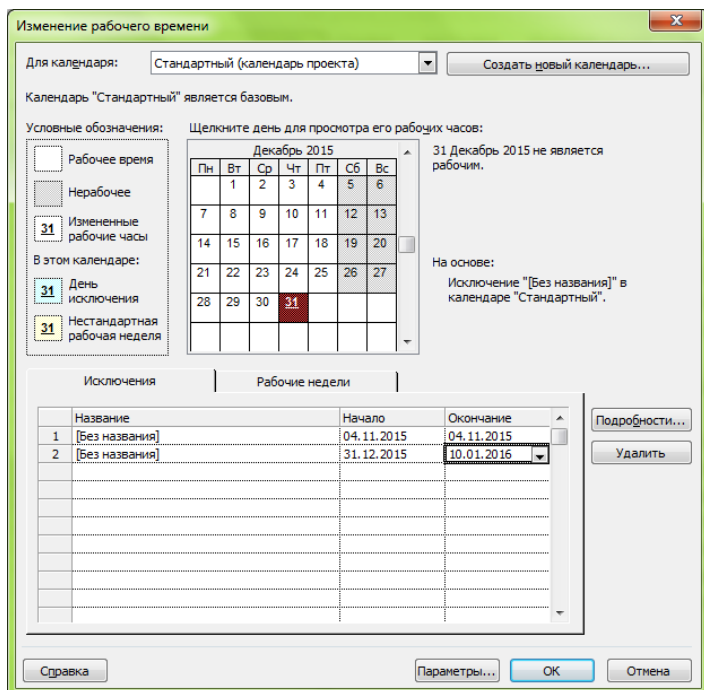 Изменение рабочего времени
Для календаря: Стандартный (календарь проекта) Создать новый календарь...
Календарь "Стандартный" является базовым.
Условные обозначения:
Рабочее время
Нерабочее
31 Измененные
рабочие часы
В этом календаре:
31 День
исключения
31 Нестандартная
рабочая неделя
Щелкните день для просмотра его рабочих часов:
Декабрь 2015
Пн Вт Ср Чт Пт Сб Вс
1 2 3 4 5 6
7 8 9 10 11 12 13
14 15 16 17 18 19 20
21 22 23 24 25 26 27
28 29 30 31
31 Декабрь 2015 не является
рабочим.
На основе:
Исключение "[Без названия]" в
календаре "Стандартный".
Исключения Рабочие недели
Название Начало Окончание
1 [Без названия] 04.11.2015 04.11.2015
2 [Без названия] 31.12.2015 10.01.2016
Подробности...
Удалить
Справка Параметры... ОК Отмена